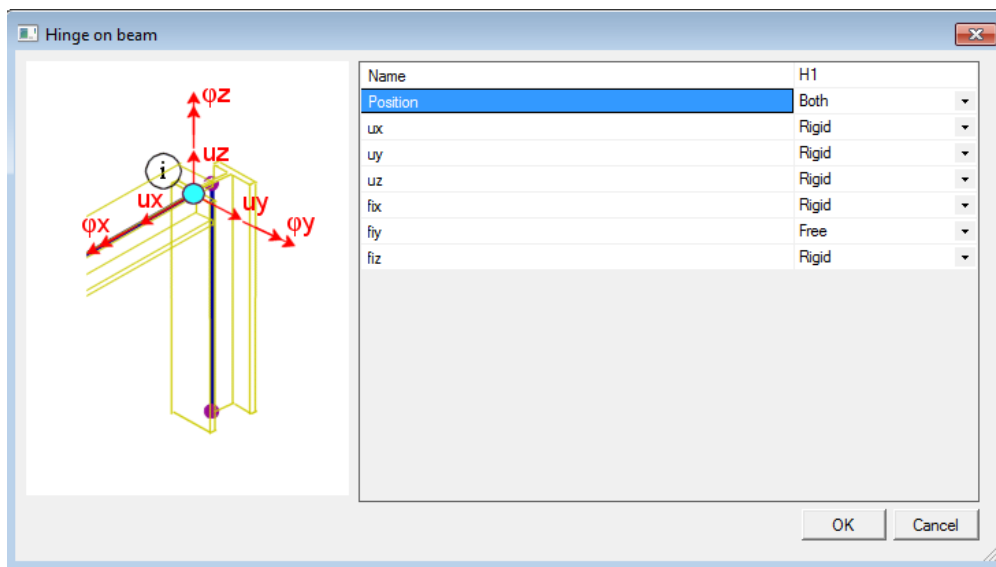 Hinge on beam
φz
uz
i
ux
uy
φx
φy
Name H1
Position Both
ux Rigid
uy Rigid
uz Rigid
fix Rigid
fiy Free
fiz Rigid
OK Cancel